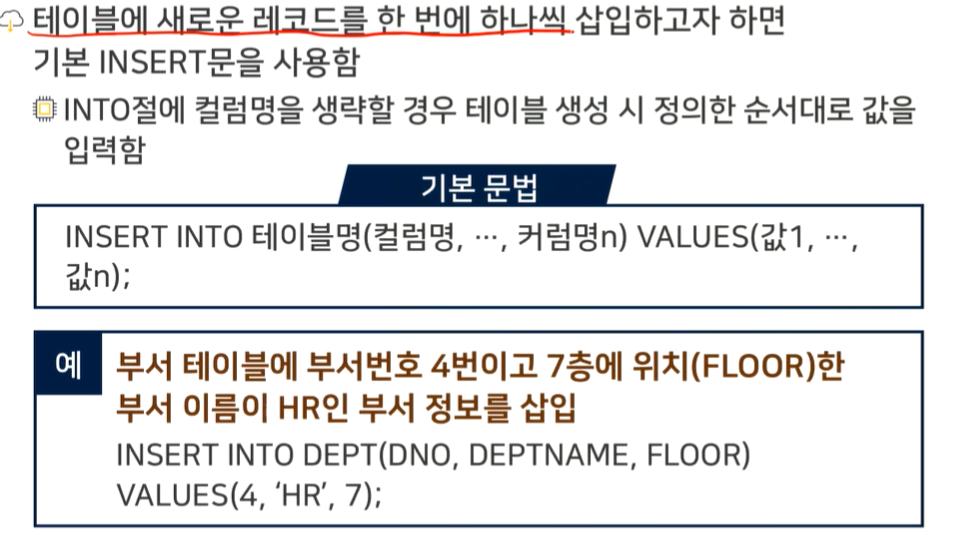 테이블에 새로운 레코드를 한 번에 하나씩 삽입하고자 하면
기본 INSERT문을 사용함
INTO절에 컬럼명을 생략할 경우 테이블 생성 시 정의한 순서대로 값을
입력함
기본 문법
INSERT INTO 테이블명(컬럼명, ···, 커럼명n) VALUES(값1, ···,
값n);
예
부서 테이블에 부서번호 4번이고 7층에 위치(FLOOR)한
부서 이름이 HR인 부서 정보를 삽입
INSERT INTO DEPT(DNO, DEPTNAME, FLOOR)
VALUES(4, ‘HR’, 7);